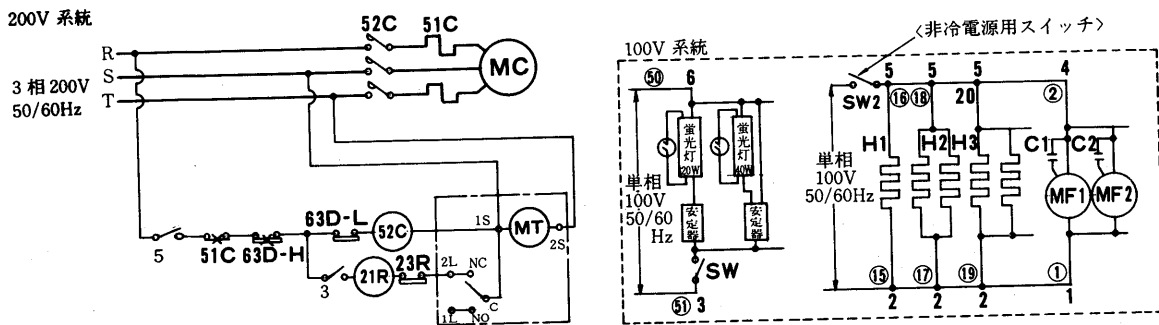 200V 系統
52C
51C
R
S
T
3 相 200V
50/60Hz
MC
5
51C
63D-H
63D-L
52C
3
21R
23R
1S
MT
2S
2L
NC
C
1L
NO
100V 系統
〈非冷電源用スイッチ〉
㊿
6
蛍光灯
20W
蛍光灯
40W
単相
100V
50/60
Hz
安定器
安定器
SW
51
3
5
5
5
4
SW2
⑯
⑱
20
②
H1
H2
H3
C1
C2
単相
100V
50/60Hz
MF1
MF2
⑮
⑰
⑲
①
2
2
2
1